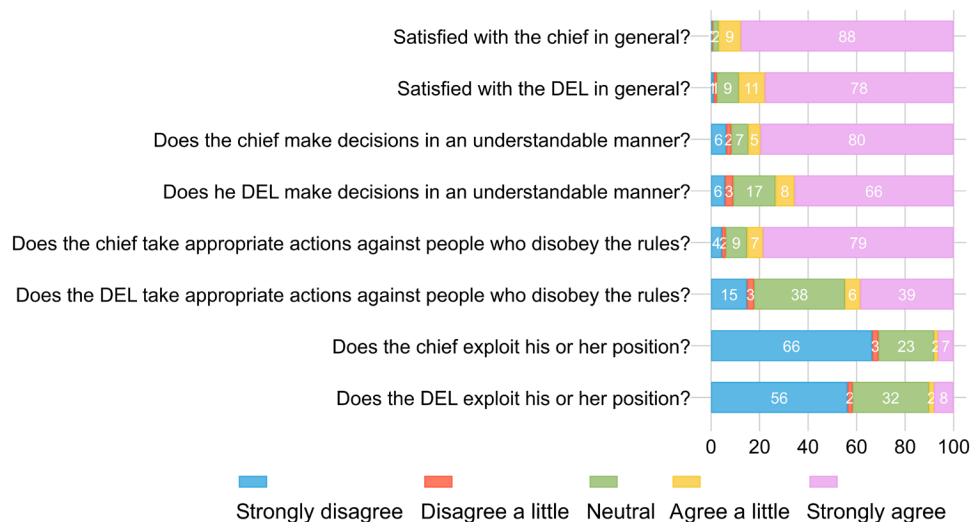 Satisfied with the chief in general? 2 9 88
Satisfied with the DEL in general? 1 1 9 11 78
Does the chief make decisions in an understandable manner? 6 2 7 5 80
Does he DEL make decisions in an understandable manner? 6 3 17 8 66
Does the chief take appropriate actions against people who disobey the rules? 4 2 9 7 79
Does the DEL take appropriate actions against people who disobey the rules? 15 3 38 6 39
Does the chief exploit his or her position? 66 3 23 2 7
Does the DEL exploit his or her position? 56 2 32 2 8
0 20 40 60 80 100
Strongly disagree Disagree a little Neutral Agree a little Strongly agree